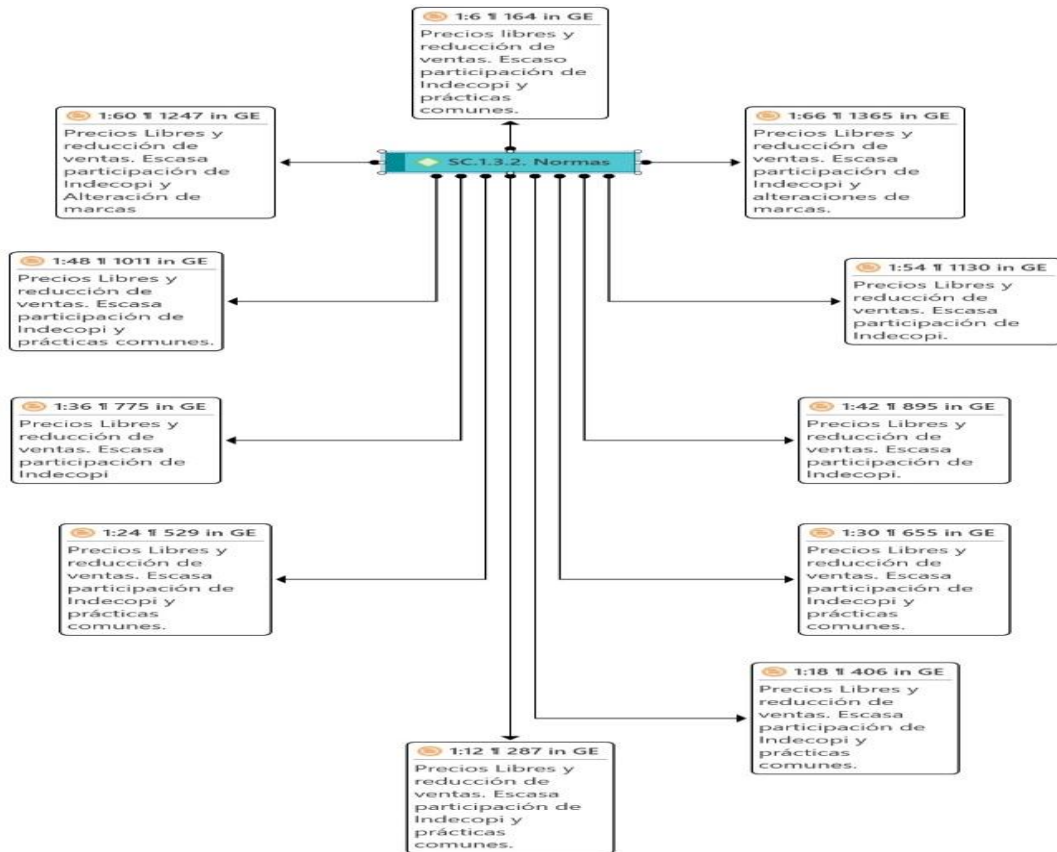 1:6 ¶ 164 in GE
Precios libres y
reducción de
ventas. Escaso
participación de
Indecopi y
prácticas
comunes.
1:60 ¶ 1247 in GE
Precios Libres y
reducción de
ventas. Escasa
participación de
Indecopi y
Alteración de
marcas
SC.1.3.2. Normas
1:66 ¶ 1365 in GE
Precios Libres y
reducción de
ventas. Escasa
participación de
Indecopi y
alteraciones de
marcas.
1:48 ¶ 1011 in GE
Precios Libres y
reducción de
ventas. Escasa
participación de
Indecopi y
prácticas comunes.
1:54 ¶ 1130 in GE
Precios Libres y
reducción de
ventas. Escasa
participación de
Indecopi.
1:36 ¶ 775 in GE
Precios Libres y
reducción de
ventas. Escasa
participación de
Indecopi
1:42 ¶ 895 in GE
Precios Libres y
reducción de
ventas. Escasa
participación de
Indecopi.
1:24 ¶ 529 in GE
Precios Libres y
reducción de
ventas. Escasa
participación de
Indecopi y
prácticas
comunes.
1:30 ¶ 655 in GE
Precios Libres y
reducción de
ventas. Escasa
participación de
Indecopi y
prácticas
comunes.
1:18 ¶ 406 in GE
Precios Libres y
reducción de
ventas. Escasa
participación de
Indecopi y
prácticas
comunes.
1:12 ¶ 287 in GE
Precios Libres y
reducción de
ventas. Escasa
participación de
Indecopi y
prácticas
comunes.